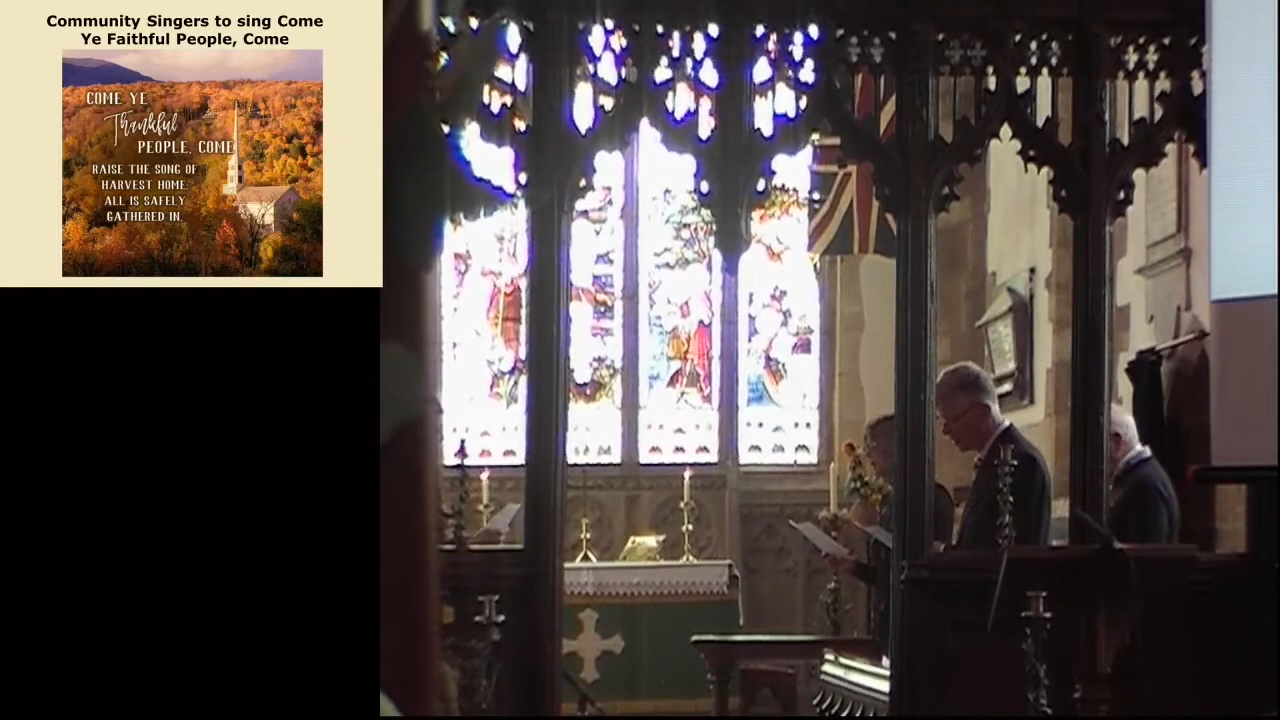 Community Singers to sing Come
Ye Faithful People, Come
COME YE
Thankful
PEOPLE, COME
RAISE THE SONG OF
HARVEST HOME:
ALL IS SAFELY
GATHERED IN.